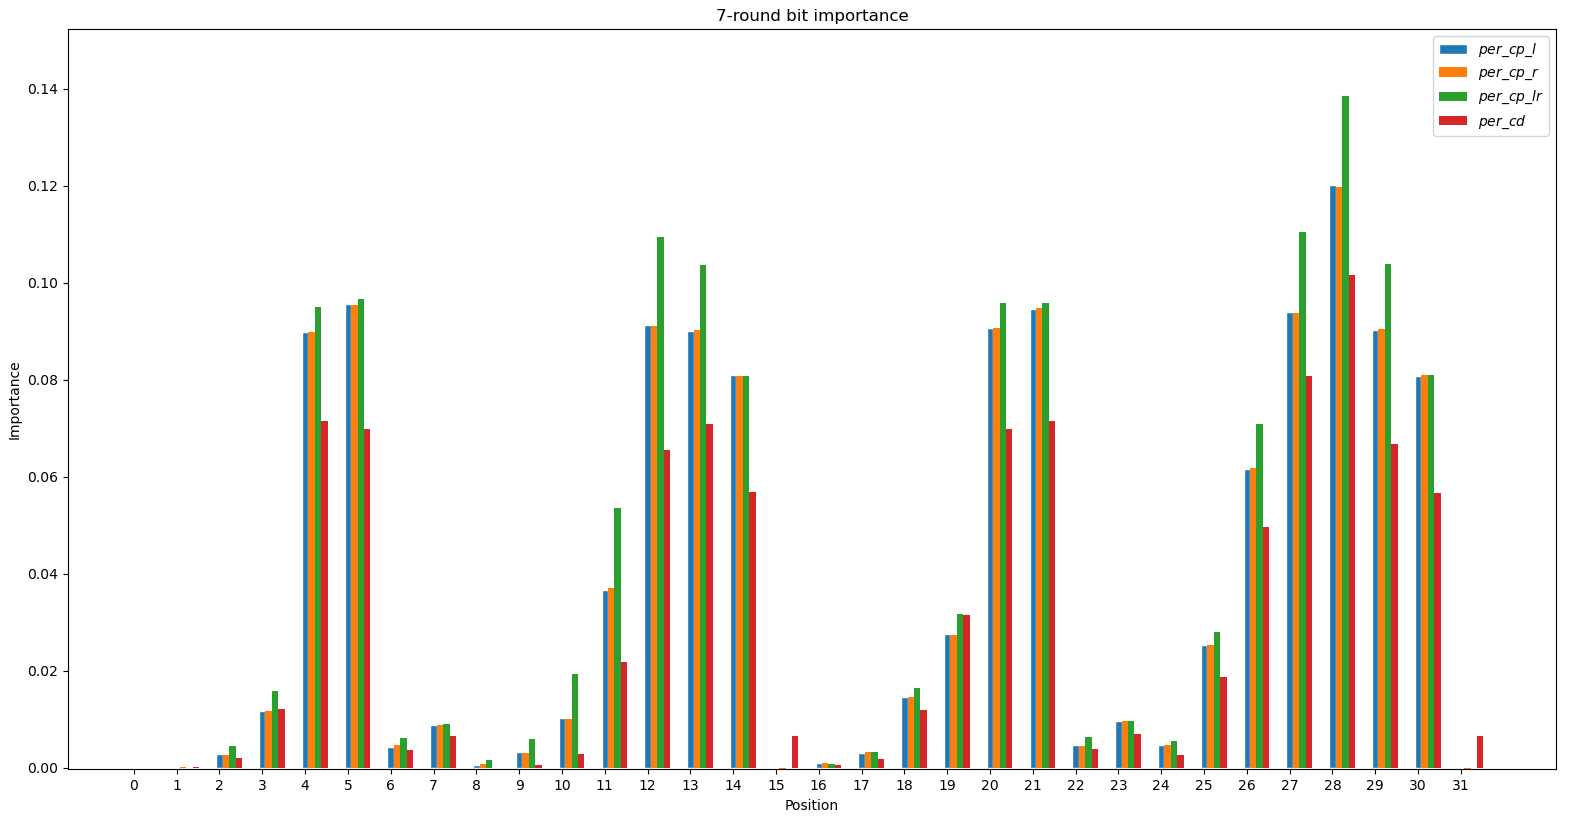 7-round bit importance
per_cp_l
per_cp_r
per_cp_lr
per_cd
Importance
0.14
0.12
0.10
0.08
0.06
0.04
0.02
0.00
0 1 2 3 4 5 6 7 8 9 10 11 12 13 14 15 16 17 18 19 20 21 22 23 24 25 26 27 28 29 30 31
Position